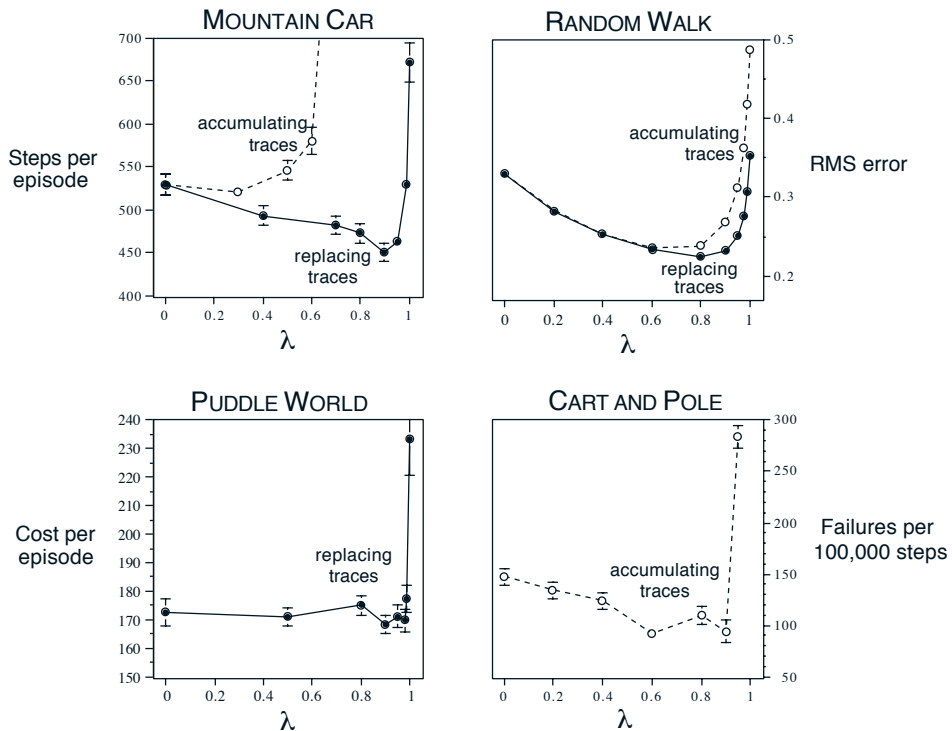 MOUNTAIN CAR
700
650
600
550
500
450
400
Steps per
episode
accumulating
traces
replacing
traces
0
0.2
0.4
0.6
0.8
1
λ
RANDOM WALK
0.5
0.4
0.3
0.2
RMS error
accumulating
traces
replacing
traces
0
0.2
0.4
0.6
0.8
1
λ
PUDDLE WORLD
240
230
220
210
200
190
180
170
160
150
Cost per
episode
replacing
traces
0
0.2
0.4
0.6
0.8
1
λ
CART AND POLE
300
250
200
150
100
50
Failures per
100,000 steps
accumulating
traces
0
0.2
0.4
0.6
0.8
1
λ